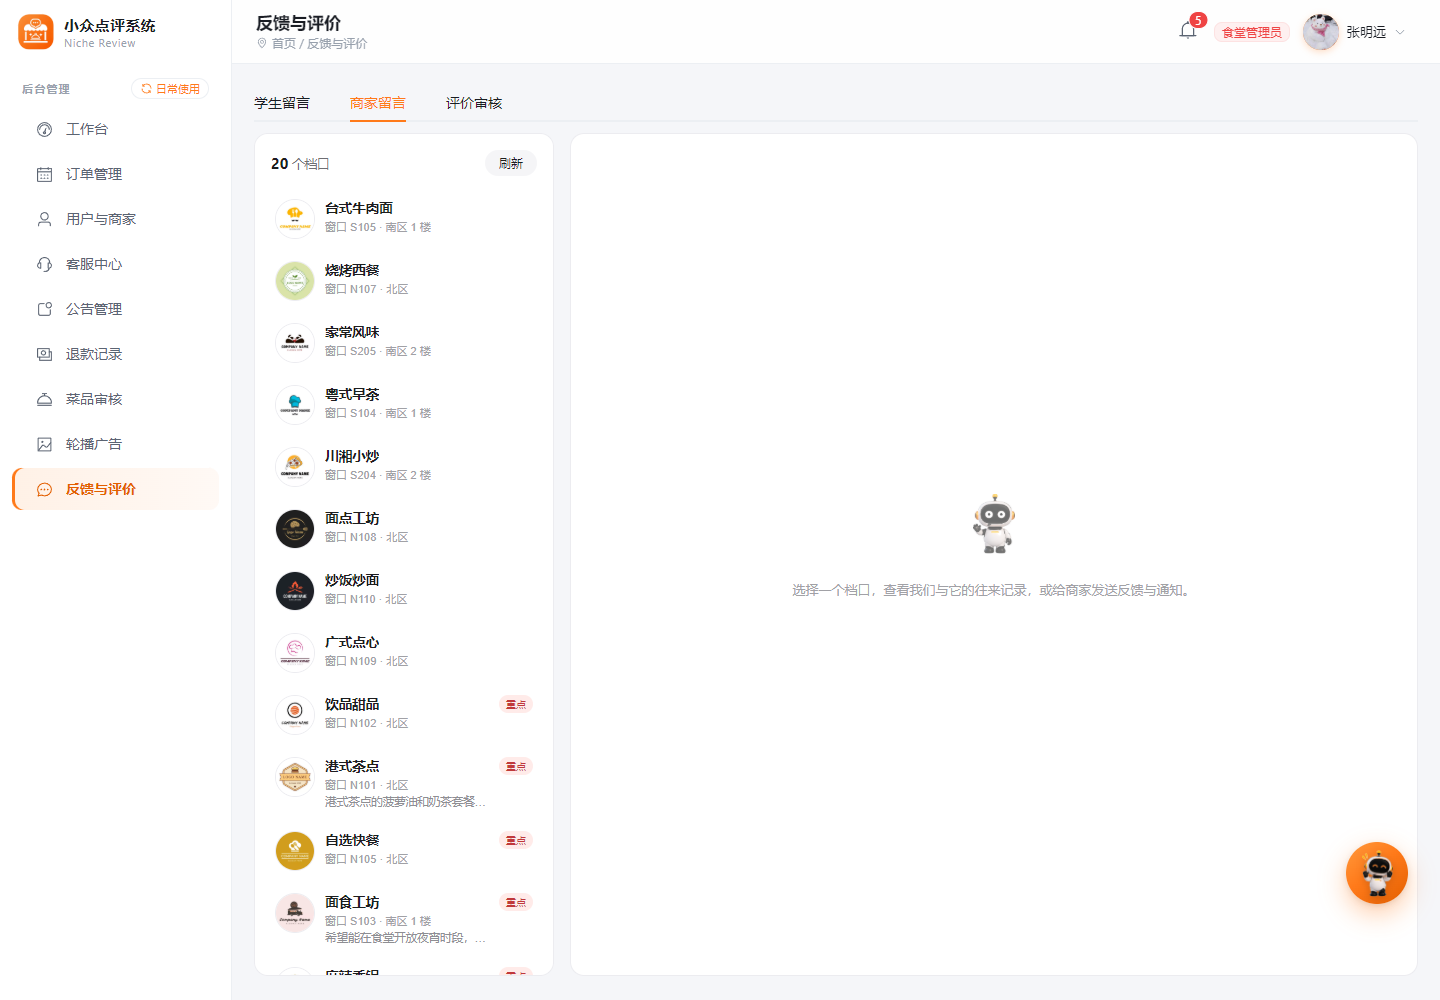 小众点评系统
Niche Review
后台管理
日常使用
工作台
订单管理
用户与商家
客服中心
公告管理
退款记录
菜品审核
轮播广告
反馈与评价
反馈与评价
首页 / 反馈与评价
5
食堂管理员
张明远
学生留言
商家留言
评价审核
20 个档口
刷新
台式牛肉面
窗口 S105 · 南区 1 楼
烧烤西餐
窗口 N107 · 北区
家常风味
窗口 S205 · 南区 2 楼
粤式早茶
窗口 S104 · 南区 1 楼
川湘小炒
窗口 S204 · 南区 2 楼
面点工坊
窗口 N108 · 北区
炒饭炒面
窗口 N110 · 北区
广式点心
窗口 N109 · 北区
饮品甜品
重点
窗口 N102 · 北区
港式茶点
重点
窗口 N101 · 北区
港式茶点的菠萝油和奶茶套餐...
自选快餐
重点
窗口 N105 · 北区
面食工坊
重点
窗口 S103 · 南区 1 楼
希望能在食堂开放夜宵时段，...
选择一个档口，查看我们与它的往来记录，或给商家发送反馈与通知。